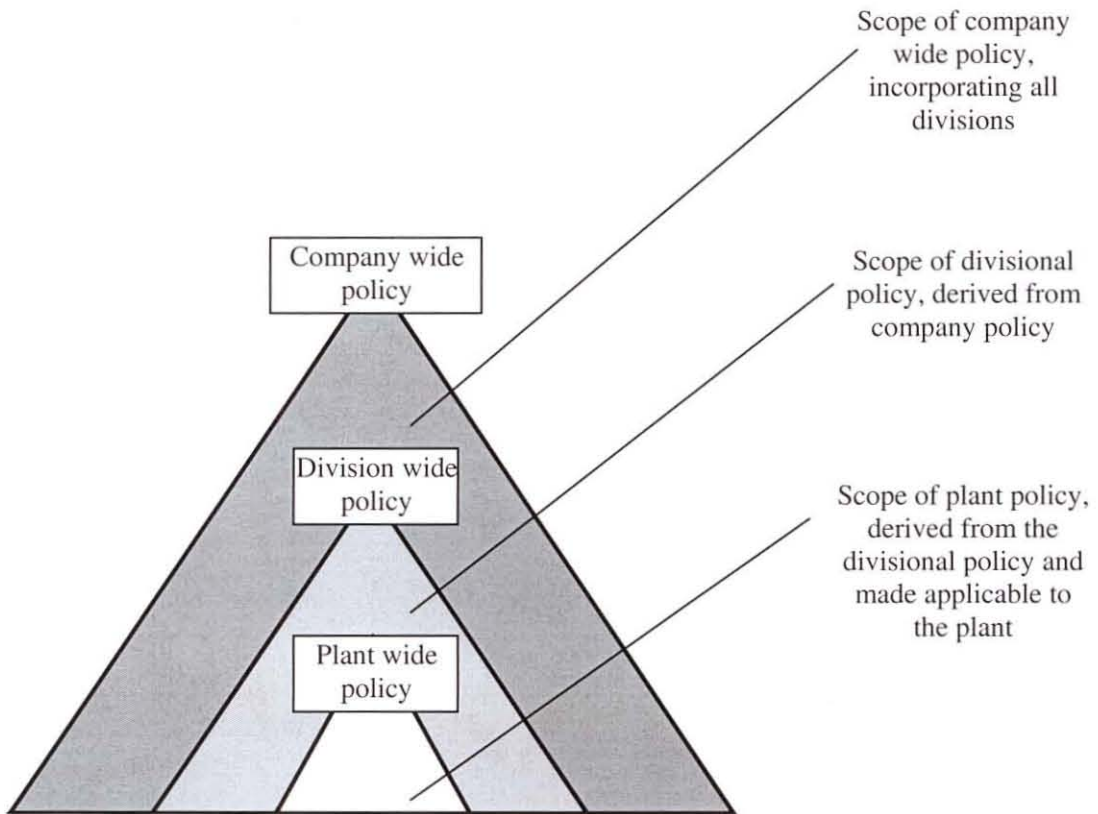 Scope of company
wide policy,
incorporating all
divisions
Company wide
policy
Scope of divisional
policy, derived from
company policy
Division wide
policy
Scope of plant policy,
derived from the
divisional policy and
made applicable to
the plant
Plant wide
policy